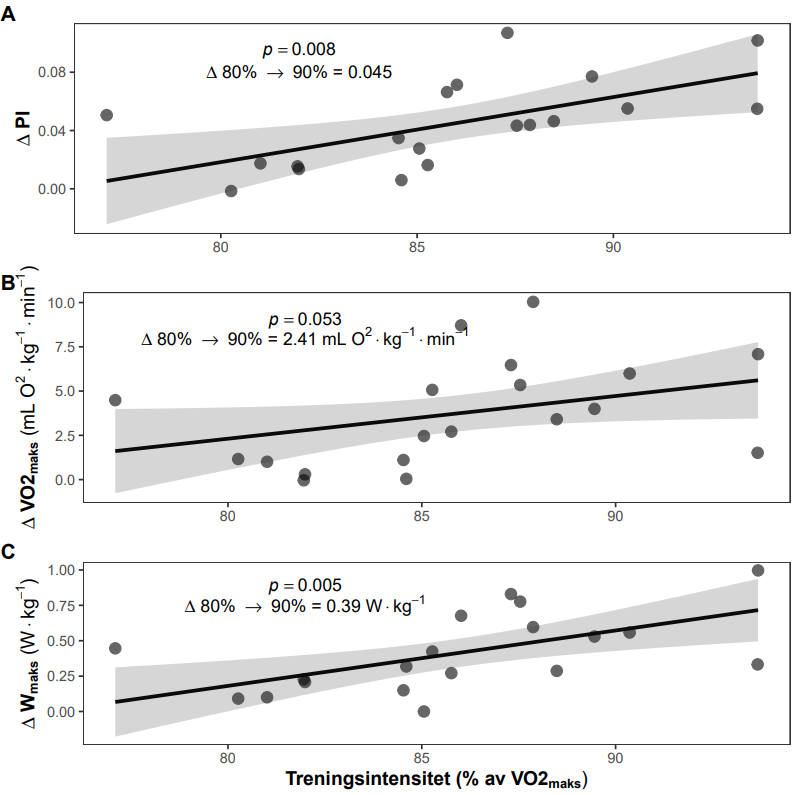 A
p = 0.008
Δ 80% → 90% = 0.045
Δ PI
0.08
0.04
0.00
80 85 90
B
p = 0.053
Δ 80% → 90% = 2.41 mL O² · kg⁻¹ · min⁻¹
Δ VO2maks (mL O² · kg⁻¹ · min⁻¹)
10.0
7.5
5.0
2.5
0.0
80 85 90
C
p = 0.005
Δ 80% → 90% = 0.39 W · kg⁻¹
Δ Wmaks (W · kg⁻¹)
1.00
0.75
0.50
0.25
0.00
80 85 90
Treningsintensitet (% av VO2maks)